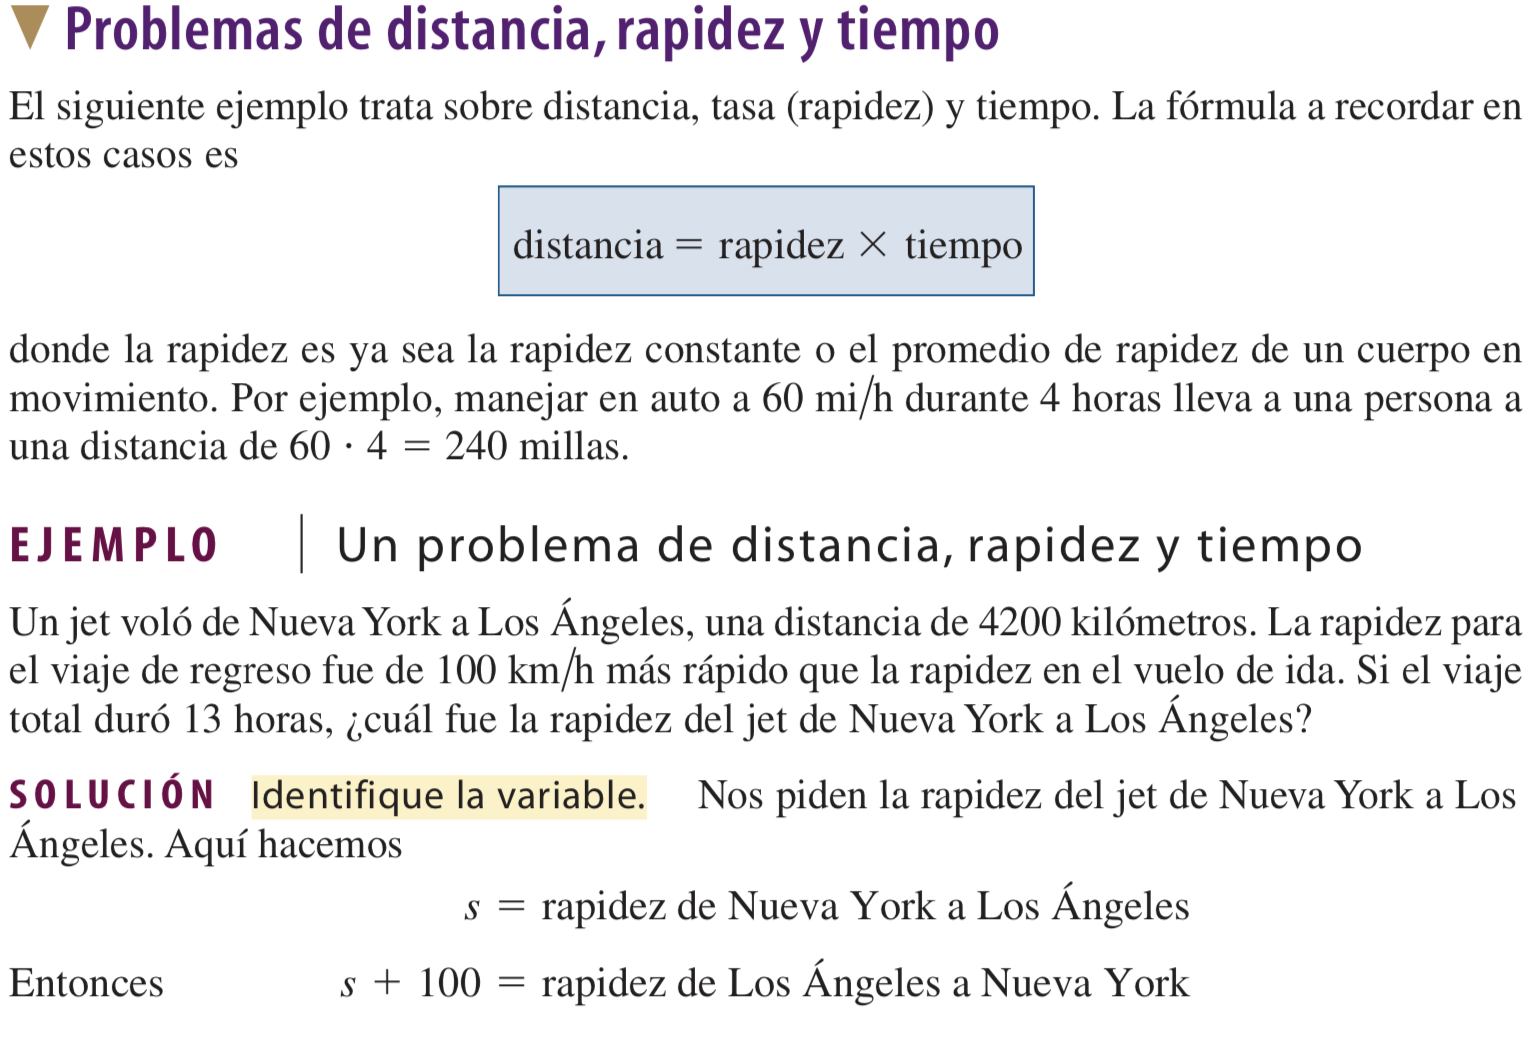 Problemas de distancia, rapidez y tiempo
El siguiente ejemplo trata sobre distancia, tasa (rapidez) y tiempo. La fórmula a recordar en
estos casos es
distancia = rapidez × tiempo
donde la rapidez es ya sea la rapidez constante o el promedio de rapidez de un cuerpo en
movimiento. Por ejemplo, manejar en auto a 60 mi/h durante 4 horas lleva a una persona a
una distancia de 60 · 4 = 240 millas.
EJEMPLO | Un problema de distancia, rapidez y tiempo
Un jet voló de Nueva York a Los Ángeles, una distancia de 4200 kilómetros. La rapidez para
el viaje de regreso fue de 100 km/h más rápido que la rapidez en el vuelo de ida. Si el viaje
total duró 13 horas, ¿cuál fue la rapidez del jet de Nueva York a Los Ángeles?
SOLUCIÓN Identifique la variable. Nos piden la rapidez del jet de Nueva York a Los
Ángeles. Aquí hacemos
s = rapidez de Nueva York a Los Ángeles
Entonces s + 100 = rapidez de Los Ángeles a Nueva York